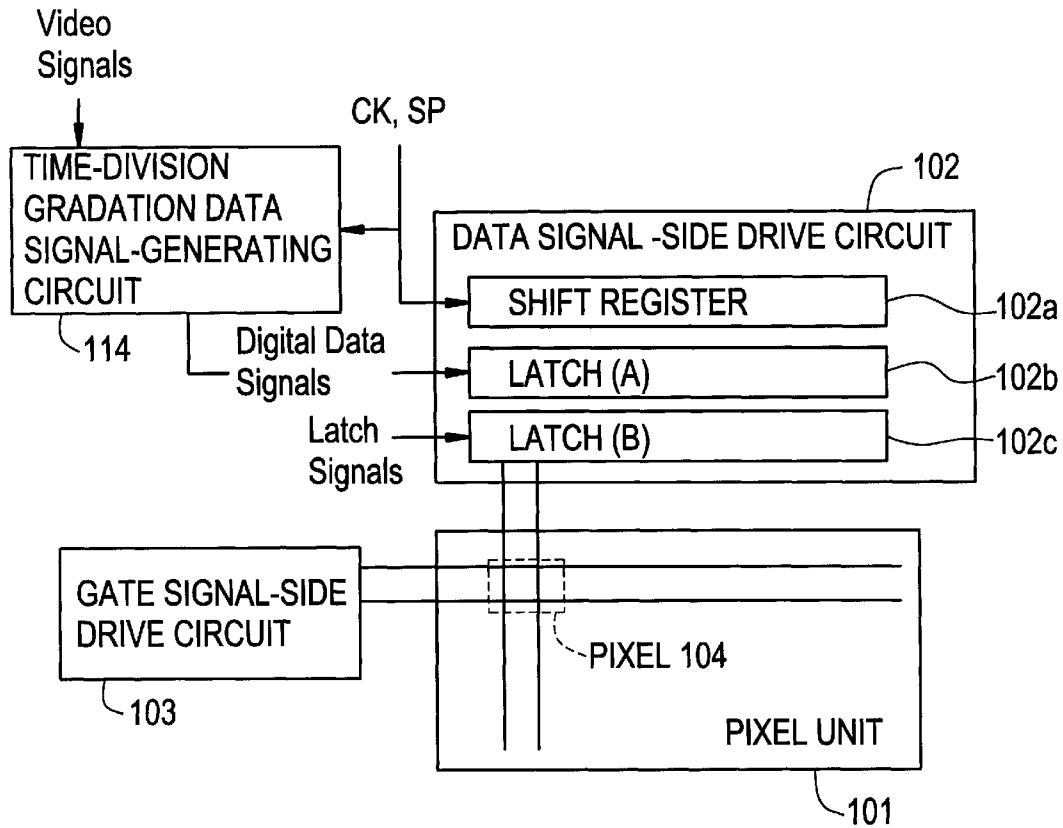 Video
Signals
CK, SP
TIME-DIVISION
GRADATION DATA
SIGNAL-GENERATING
CIRCUIT
114
102
DATA SIGNAL -SIDE DRIVE CIRCUIT
SHIFT REGISTER
102a
Digital Data
Signals
LATCH (A)
102b
Latch
Signals
LATCH (B)
102c
GATE SIGNAL-SIDE
DRIVE CIRCUIT
103
PIXEL 104
PIXEL UNIT
101